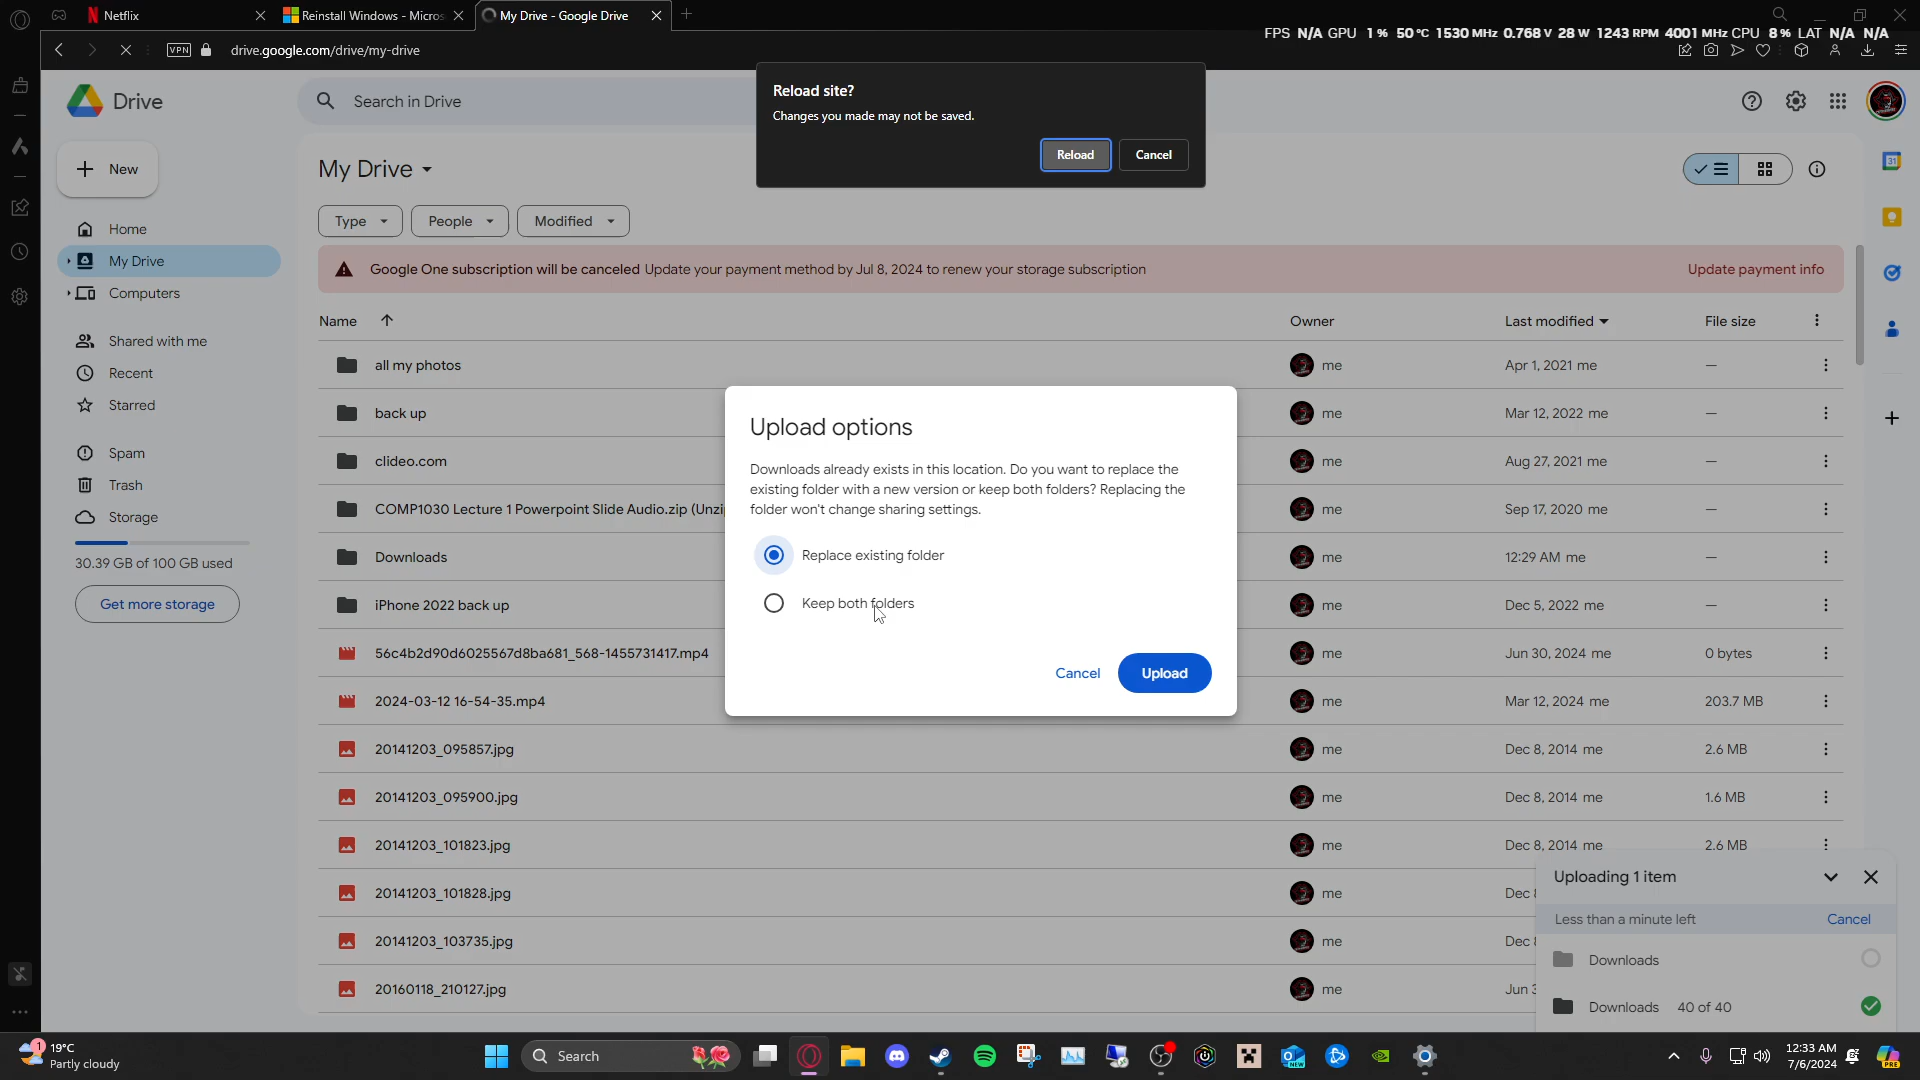 Netflix
Reinstall Windows - Micros
My Drive - Google Drive
FPS N/A GPU 1 % 50 °C 1530 MHz 0.768 V 28 W 1243 RPM 4001 MHz CPU 8 % LAT N/A N/A
VPN
drive.google.com/drive/my-drive
Reload site?
Changes you made may not be saved.
Reload
Cancel
Drive
Search in Drive
New
My Drive
31
Type
People
Modified
Home
My Drive
Computers
Shared with me
Recent
Starred
Spam
Trash
Storage
30.39 GB of 100 GB used
Get more storage
Google One subscription will be canceled Update your payment method by Jul 8, 2024 to renew your storage subscription
Update payment info
Name
Owner
Last modified
File size
all my photos
me
Apr 1, 2021 me
—
back up
me
Mar 12, 2022 me
—
clideo.com
me
Aug 27, 2021 me
—
COMP1030 Lecture 1 Powerpoint Slide Audio.zip (Unzi
me
Sep 17, 2020 me
—
Downloads
me
12:29 AM me
—
iPhone 2022 back up
me
Dec 5, 2022 me
—
56c4b2d90d6025567d8ba681_568-1455731417.mp4
me
Jun 30, 2024 me
0 bytes
2024-03-12 16-54-35.mp4
me
Mar 12, 2024 me
203.7 MB
20141203_095857.jpg
me
Dec 8, 2014 me
2.6 MB
20141203_095900.jpg
me
Dec 8, 2014 me
1.6 MB
20141203_101823.jpg
me
Dec 8, 2014 me
2.6 MB
20141203_101828.jpg
me
Dec
20141203_103735.jpg
me
Dec
20160118_210127.jpg
me
Jun
Upload options
Downloads already exists in this location. Do you want to replace the
existing folder with a new version or keep both folders? Replacing the
folder won't change sharing settings.
Replace existing folder
Keep both folders
Cancel
Upload
Uploading 1 item
Less than a minute left
Cancel
Downloads
Downloads 40 of 40
1
19°C
Partly cloudy
Search
NEW
12:33 AM
7/6/2024
PRE